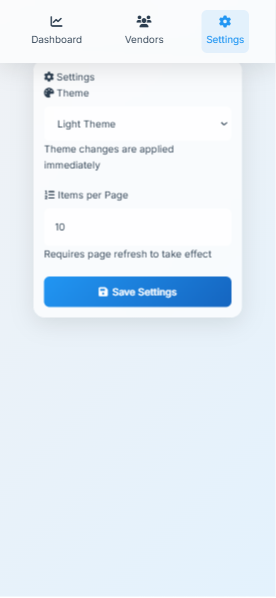 Dashboard
Vendors
Settings
Settings
Theme
Light Theme
Theme changes are applied
immediately
Items per Page
10
Requires page refresh to take effect
Save Settings